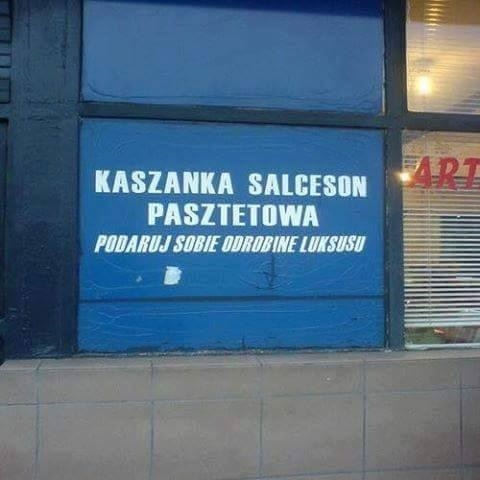 KASZANKA SALCESON
PASZTETOWA
PODARUJ SOBIE ODROBINE LUKSUSU
ART